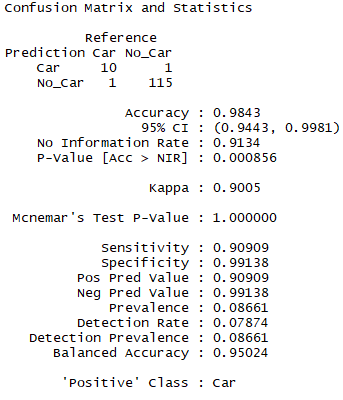 Confusion Matrix and Statistics
Reference
Prediction Car No_Car
Car 10 1
No_Car 1 115
Accuracy : 0.9843
95% CI : (0.9443, 0.9981)
No Information Rate : 0.9134
P-Value [Acc > NIR] : 0.000856
Kappa : 0.9005
Mcnemar's Test P-Value : 1.000000
Sensitivity : 0.90909
Specificity : 0.99138
Pos Pred Value : 0.90909
Neg Pred Value : 0.99138
Prevalence : 0.08661
Detection Rate : 0.07874
Detection Prevalence : 0.08661
Balanced Accuracy : 0.95024
'Positive' Class : Car